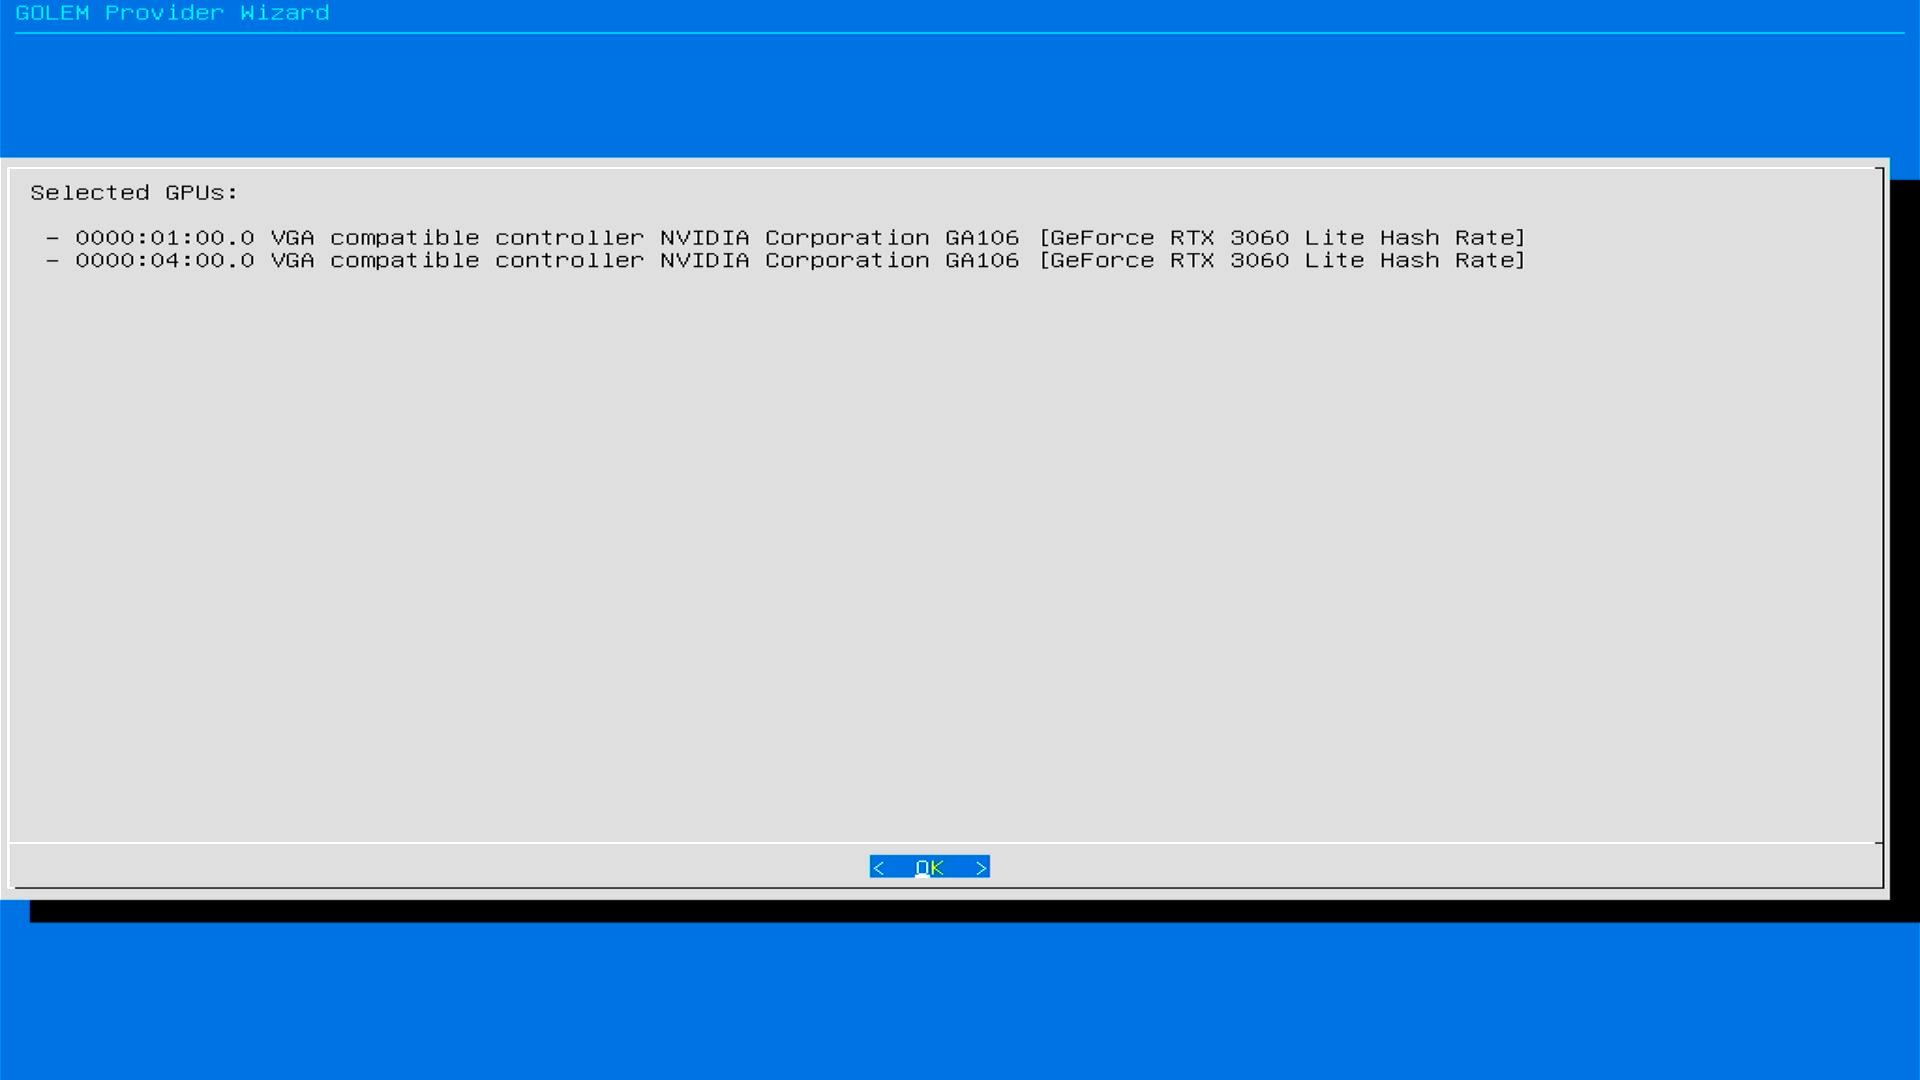 GOLEM Provider Wizard
Selected GPUs:
- 0000:01:00.0 VGA compatible controller NVIDIA Corporation GA106 [GeForce RTX 3060 Lite Hash Rate]
- 0000:04:00.0 VGA compatible controller NVIDIA Corporation GA106 [GeForce RTX 3060 Lite Hash Rate]
< OK >